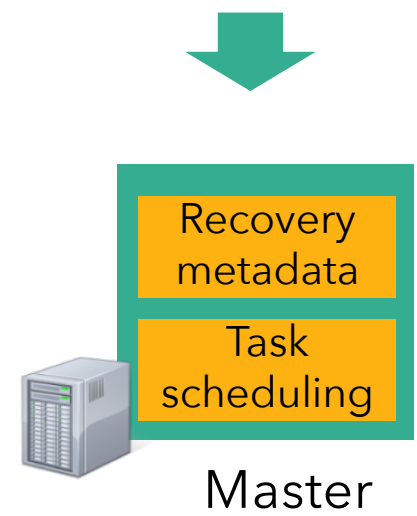 Recovery
metadata
Task
scheduling
Master